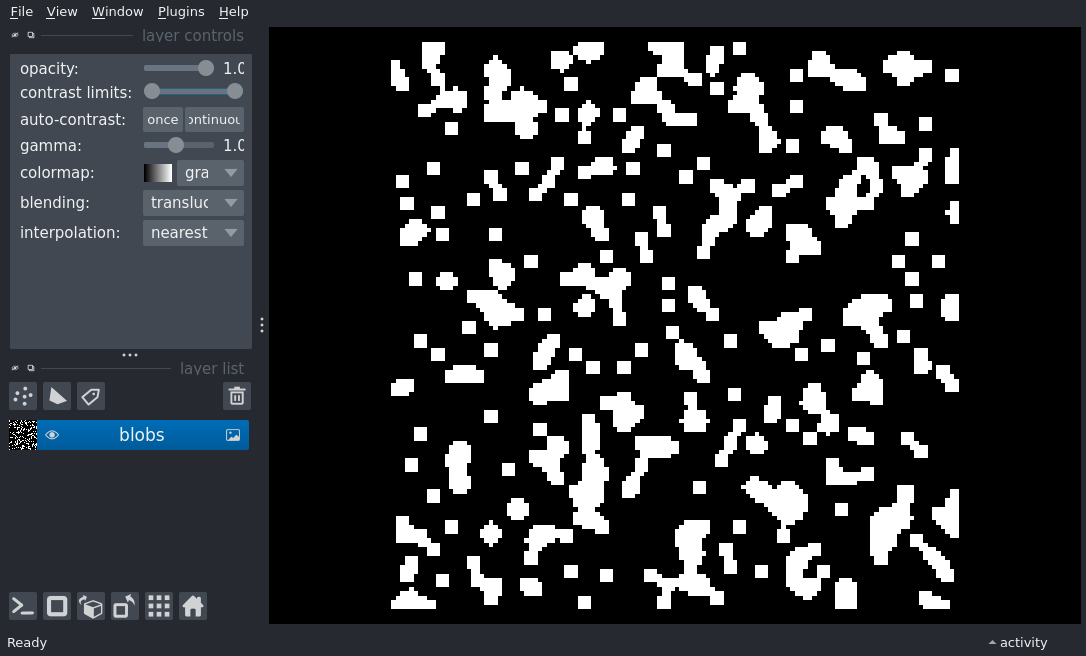 File View Window Plugins Help
layer controls
opacity: 1.0
contrast limits:
auto-contrast: once ontinuou
gamma: 1.0
colormap: gra
blending: transluc
interpolation: nearest
layer list
blobs
Ready
activity